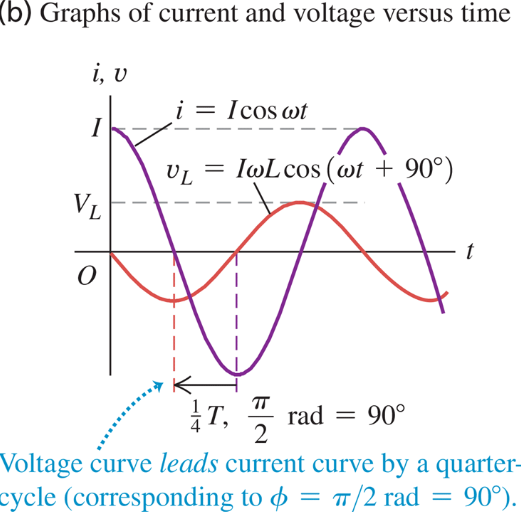 (b) Graphs of current and voltage versus time
i, v
i = I cos ωt
I
v_L = IωL cos (ωt + 90°)
V_L
t
O
1/4 T, π/2 rad = 90°
Voltage curve leads current curve by a quarter-
cycle (corresponding to ϕ = π/2 rad = 90°).